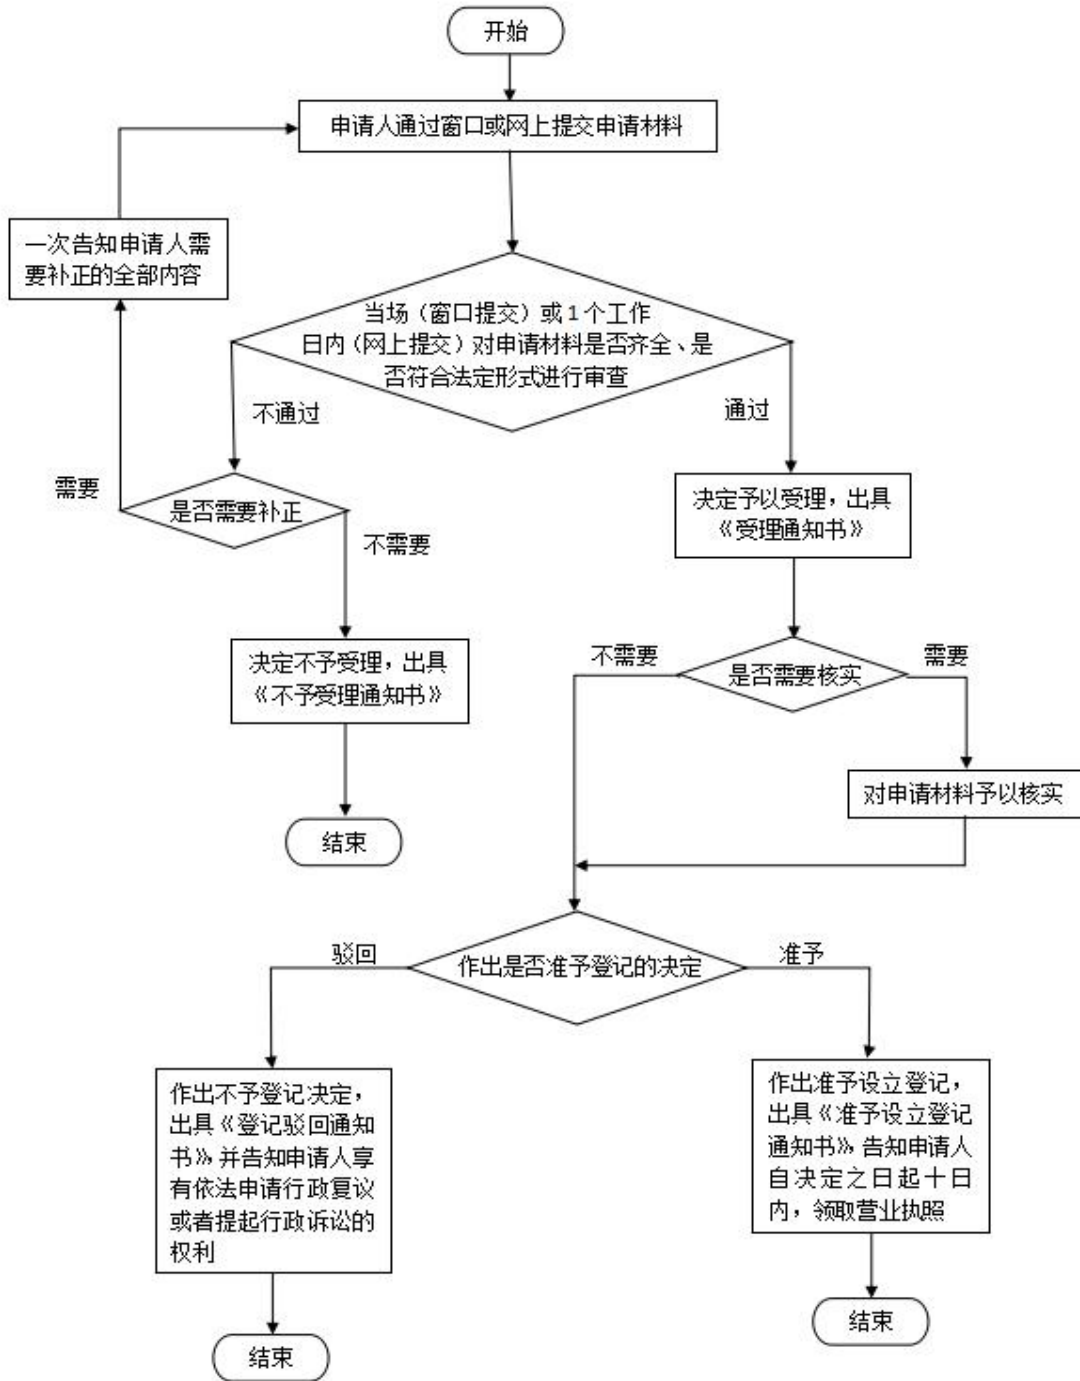 开始
申请人通过窗口或网上提交申请材料
一次告知申请人需
要补正的全部内容
当场（窗口提交）或1个工作
日内（网上提交）对申请材料是否齐全、是
否符合法定形式进行审查
不通过
通过
需要
是否需要补正
不需要
决定予以受理，出具
《受理通知书》
决定不予受理，出具
《不予受理通知书》
不需要
是否需要核实
需要
对申请材料予以核实
结束
驳回
作出是否准予登记的决定
准予
作出不予登记决定，
出具《登记驳回通知
书》，并告知申请人享
有依法申请行政复议
或者提起行政诉讼的
权利
作出准予设立登记，
出具《准予设立登记
通知书》，告知申请人
自决定之日起十日
内，领取营业执照
结束
结束